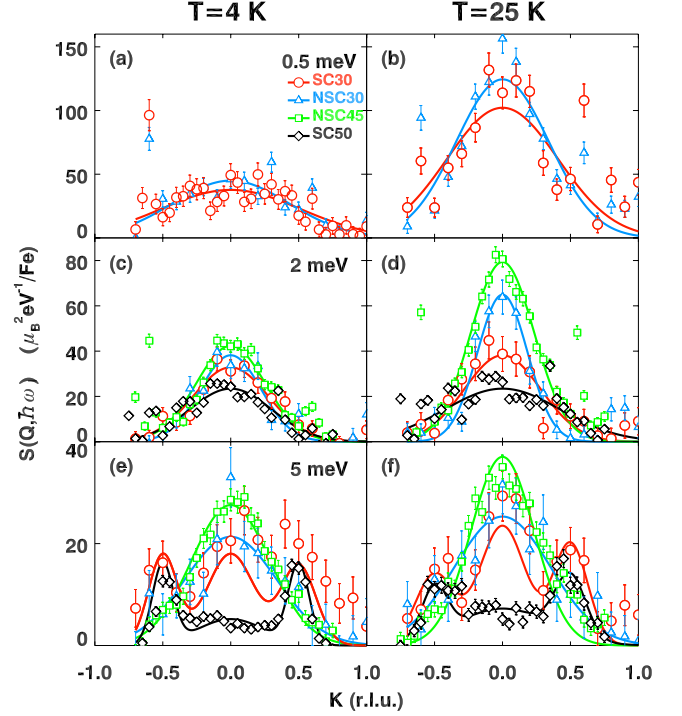 T=4 K T=25 K
150 (a) 0.5 meV (b)
SC30
NSC30
100 NSC45
SC50
50
0
80 (c) 2 meV (d)
60
40
20
0
40 (e) 5 meV (f)
20
0
-1.0 -0.5 0.0 0.5 1.0 -0.5 0.0 0.5 1.0
K (r.l.u.) K (r.l.u.)
S(Q,ħω) (μB²eV⁻¹/Fe)